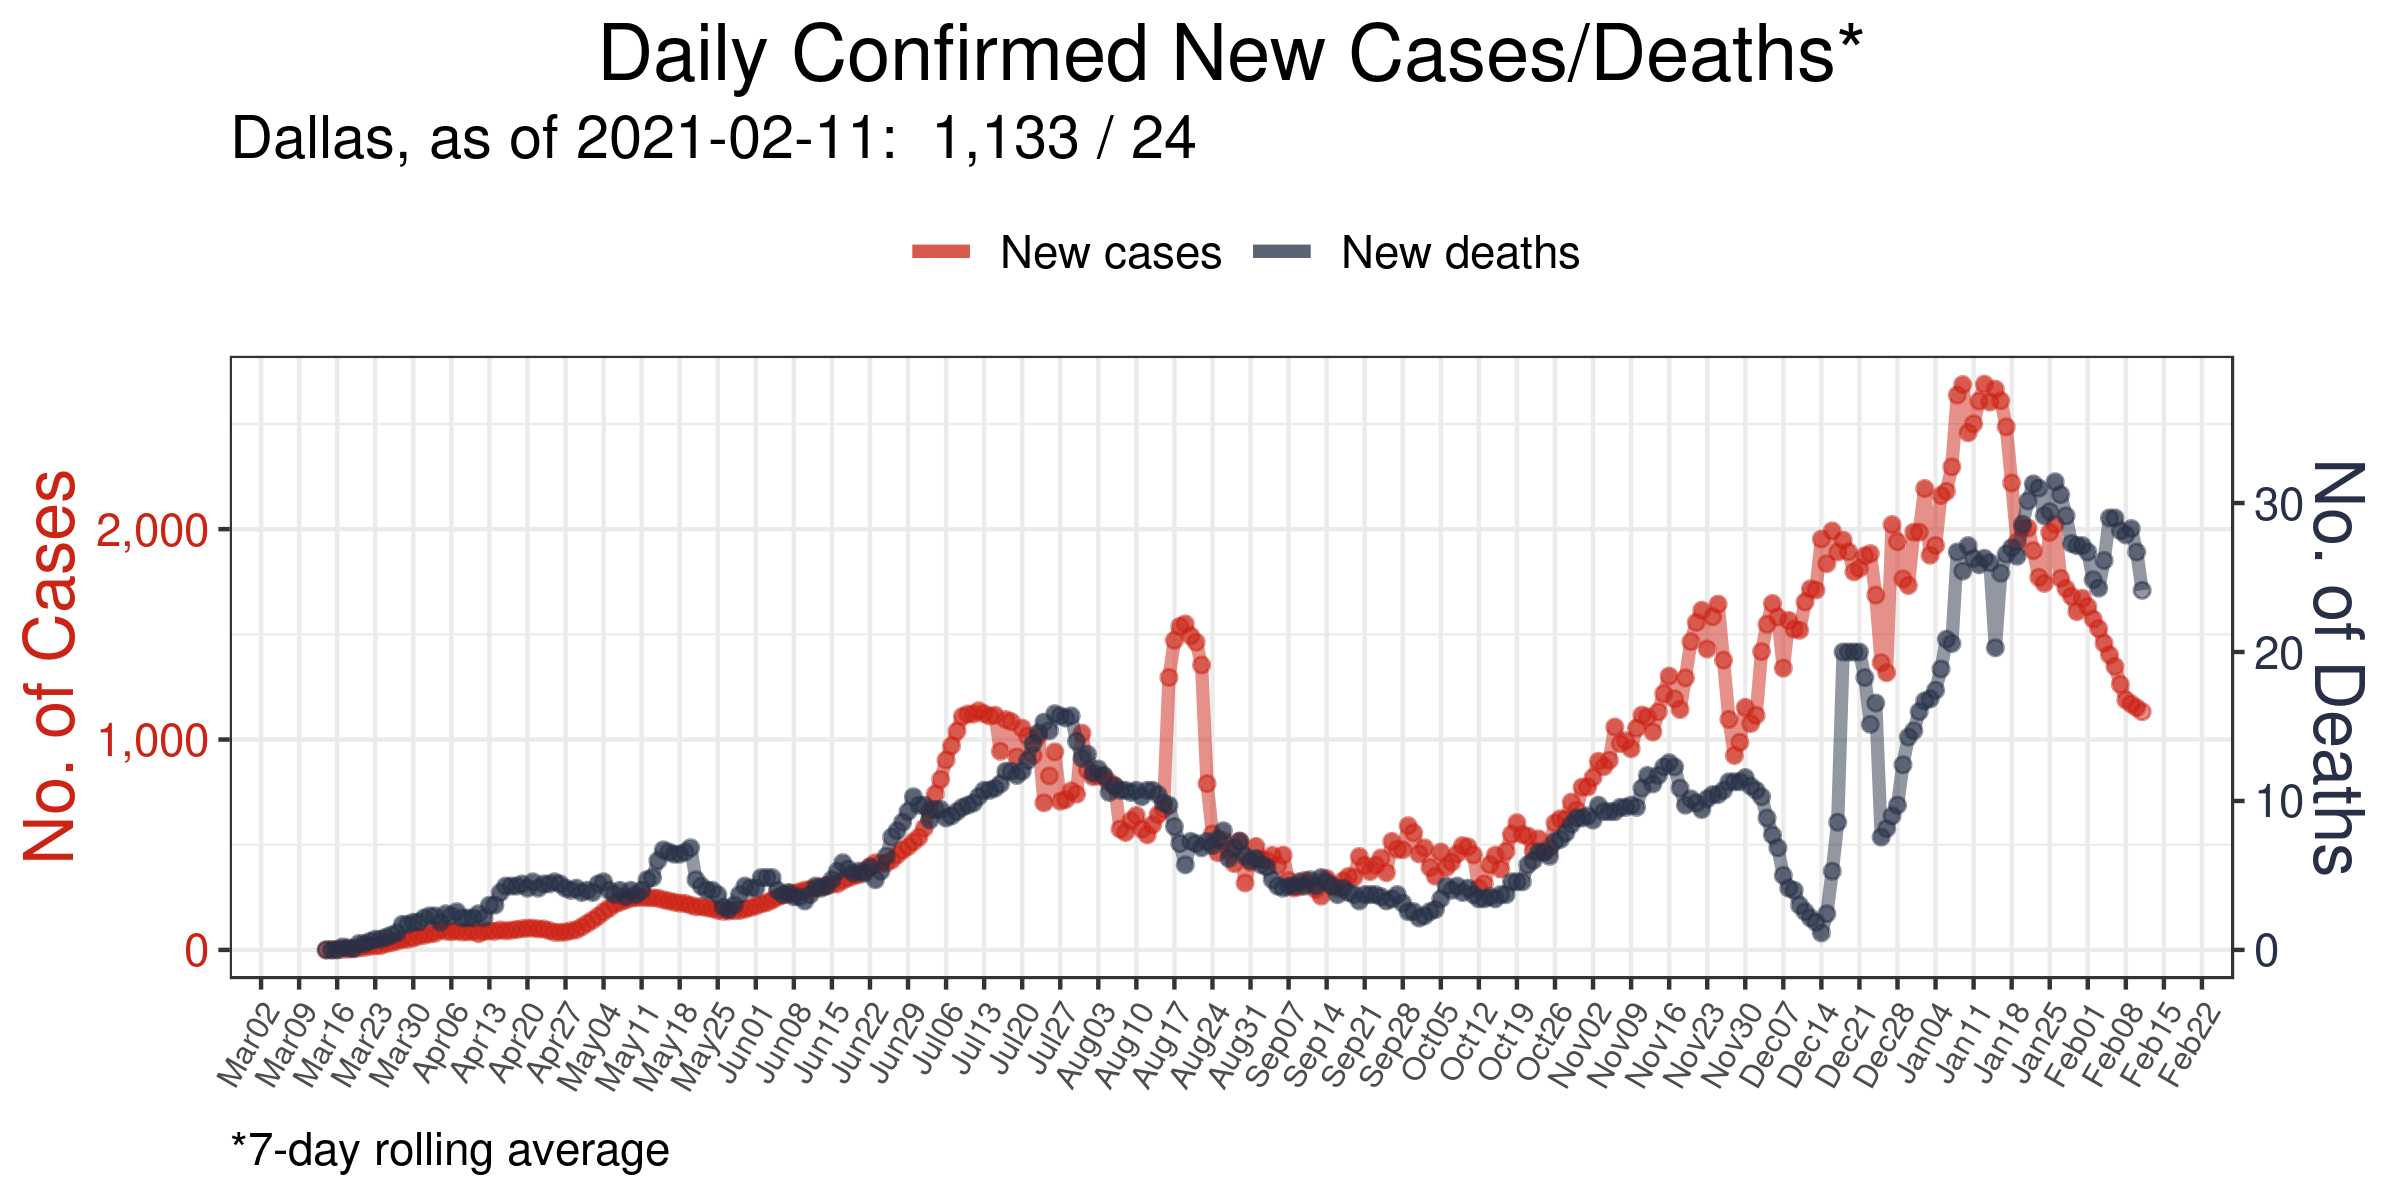 Daily Confirmed New Cases/Deaths*
Dallas, as of 2021-02-11:  1,133 / 24
New cases New deaths
No. of Cases
2,000
1,000
0
30
20
10
0
No. of Deaths
Mar02 Mar09 Mar16 Mar23 Mar30 Apr06 Apr13 Apr20 Apr27 May04 May11 May18 May25 Jun01 Jun08 Jun15 Jun22 Jun29 Jul06 Jul13 Jul20 Jul27 Aug03 Aug10 Aug17 Aug24 Aug31 Sep07 Sep14 Sep21 Sep28 Oct05 Oct12 Oct19 Oct26 Nov02 Nov09 Nov16 Nov23 Nov30 Dec07 Dec14 Dec21 Dec28 Jan04 Jan11 Jan18 Jan25 Feb01 Feb08 Feb15 Feb22
*7-day rolling average